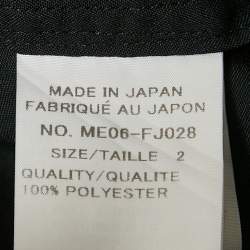 MADE IN JAPAN
FABRIQUÉ AU JAPON
NO. ME06-FJ028
SIZE/TAILLE 2
QUALITY/QUALITE
100% POLYESTER